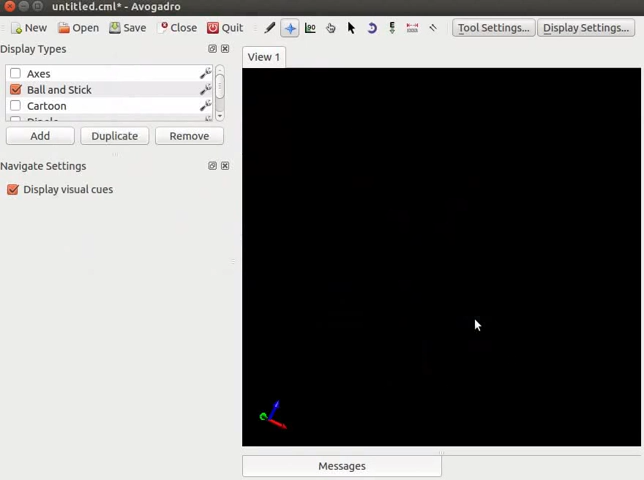 untitled.cml* - Avogadro
New Open Save Close Quit Tool Settings... Display Settings...
Display Types
Axes
Ball and Stick
Cartoon
Add Duplicate Remove
Navigate Settings
Display visual cues
View 1
Messages